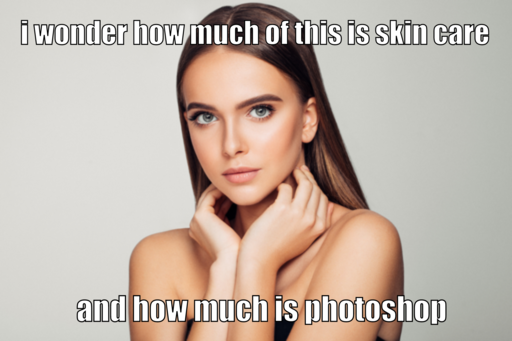 i wonder how much of this is skin care
and how much is photoshop